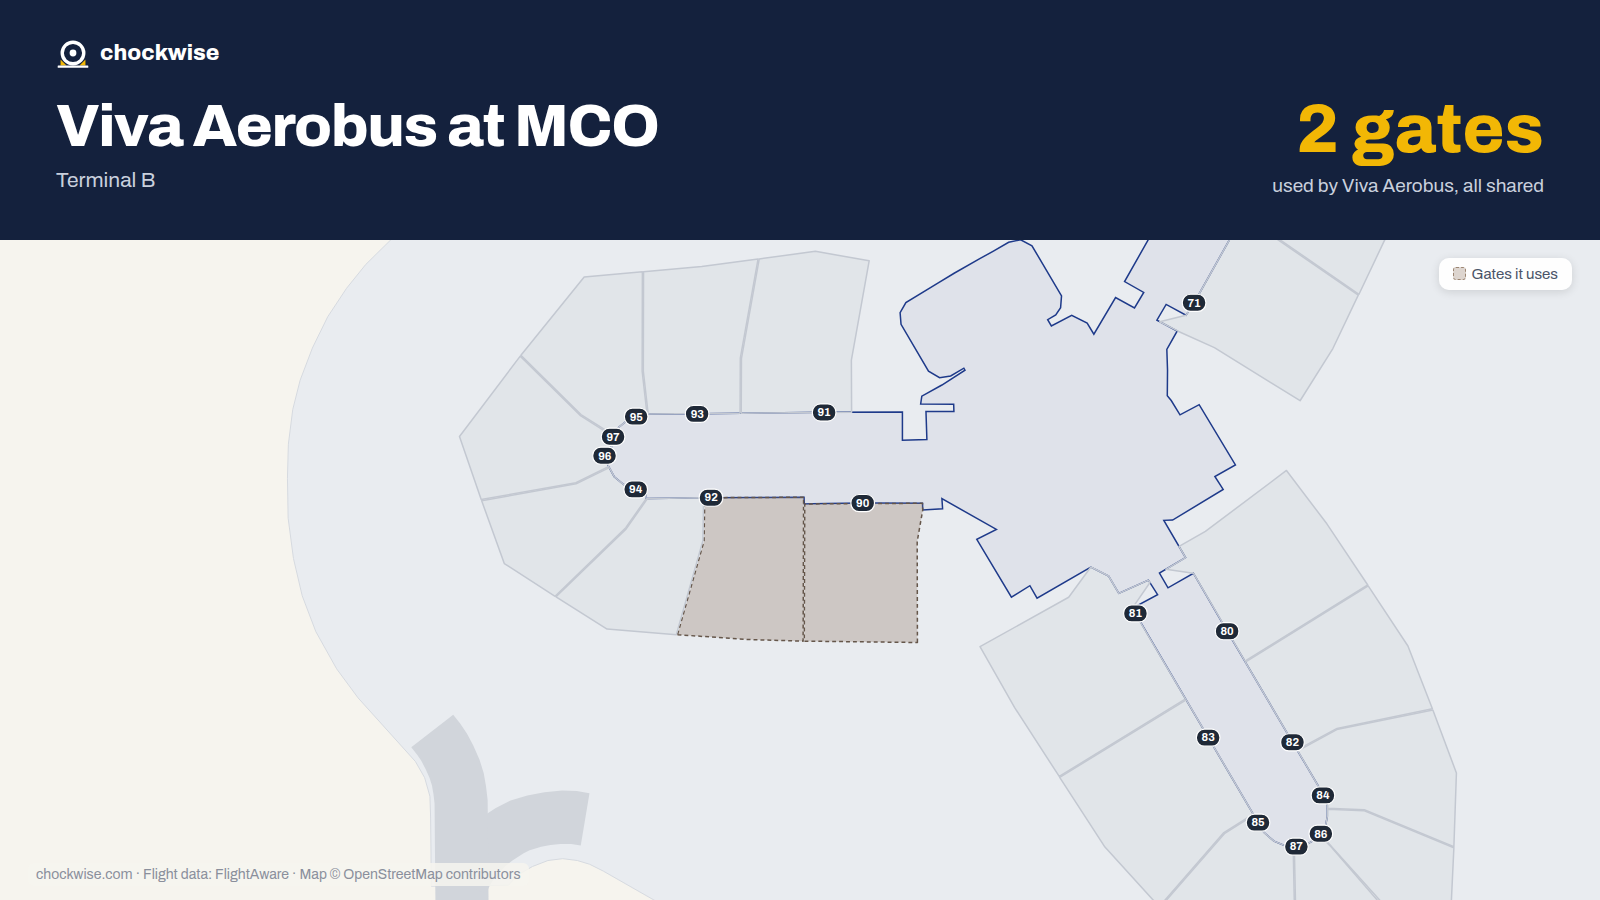 chockwise
Viva Aerobus at MCO
Terminal B
2 gates
used by Viva Aerobus, all shared
Gates it uses
71
95
93
91
97
96
94
92
90
81
80
83
82
84
85
86
87
chockwise.com · Flight data: FlightAware · Map © OpenStreetMap contributors